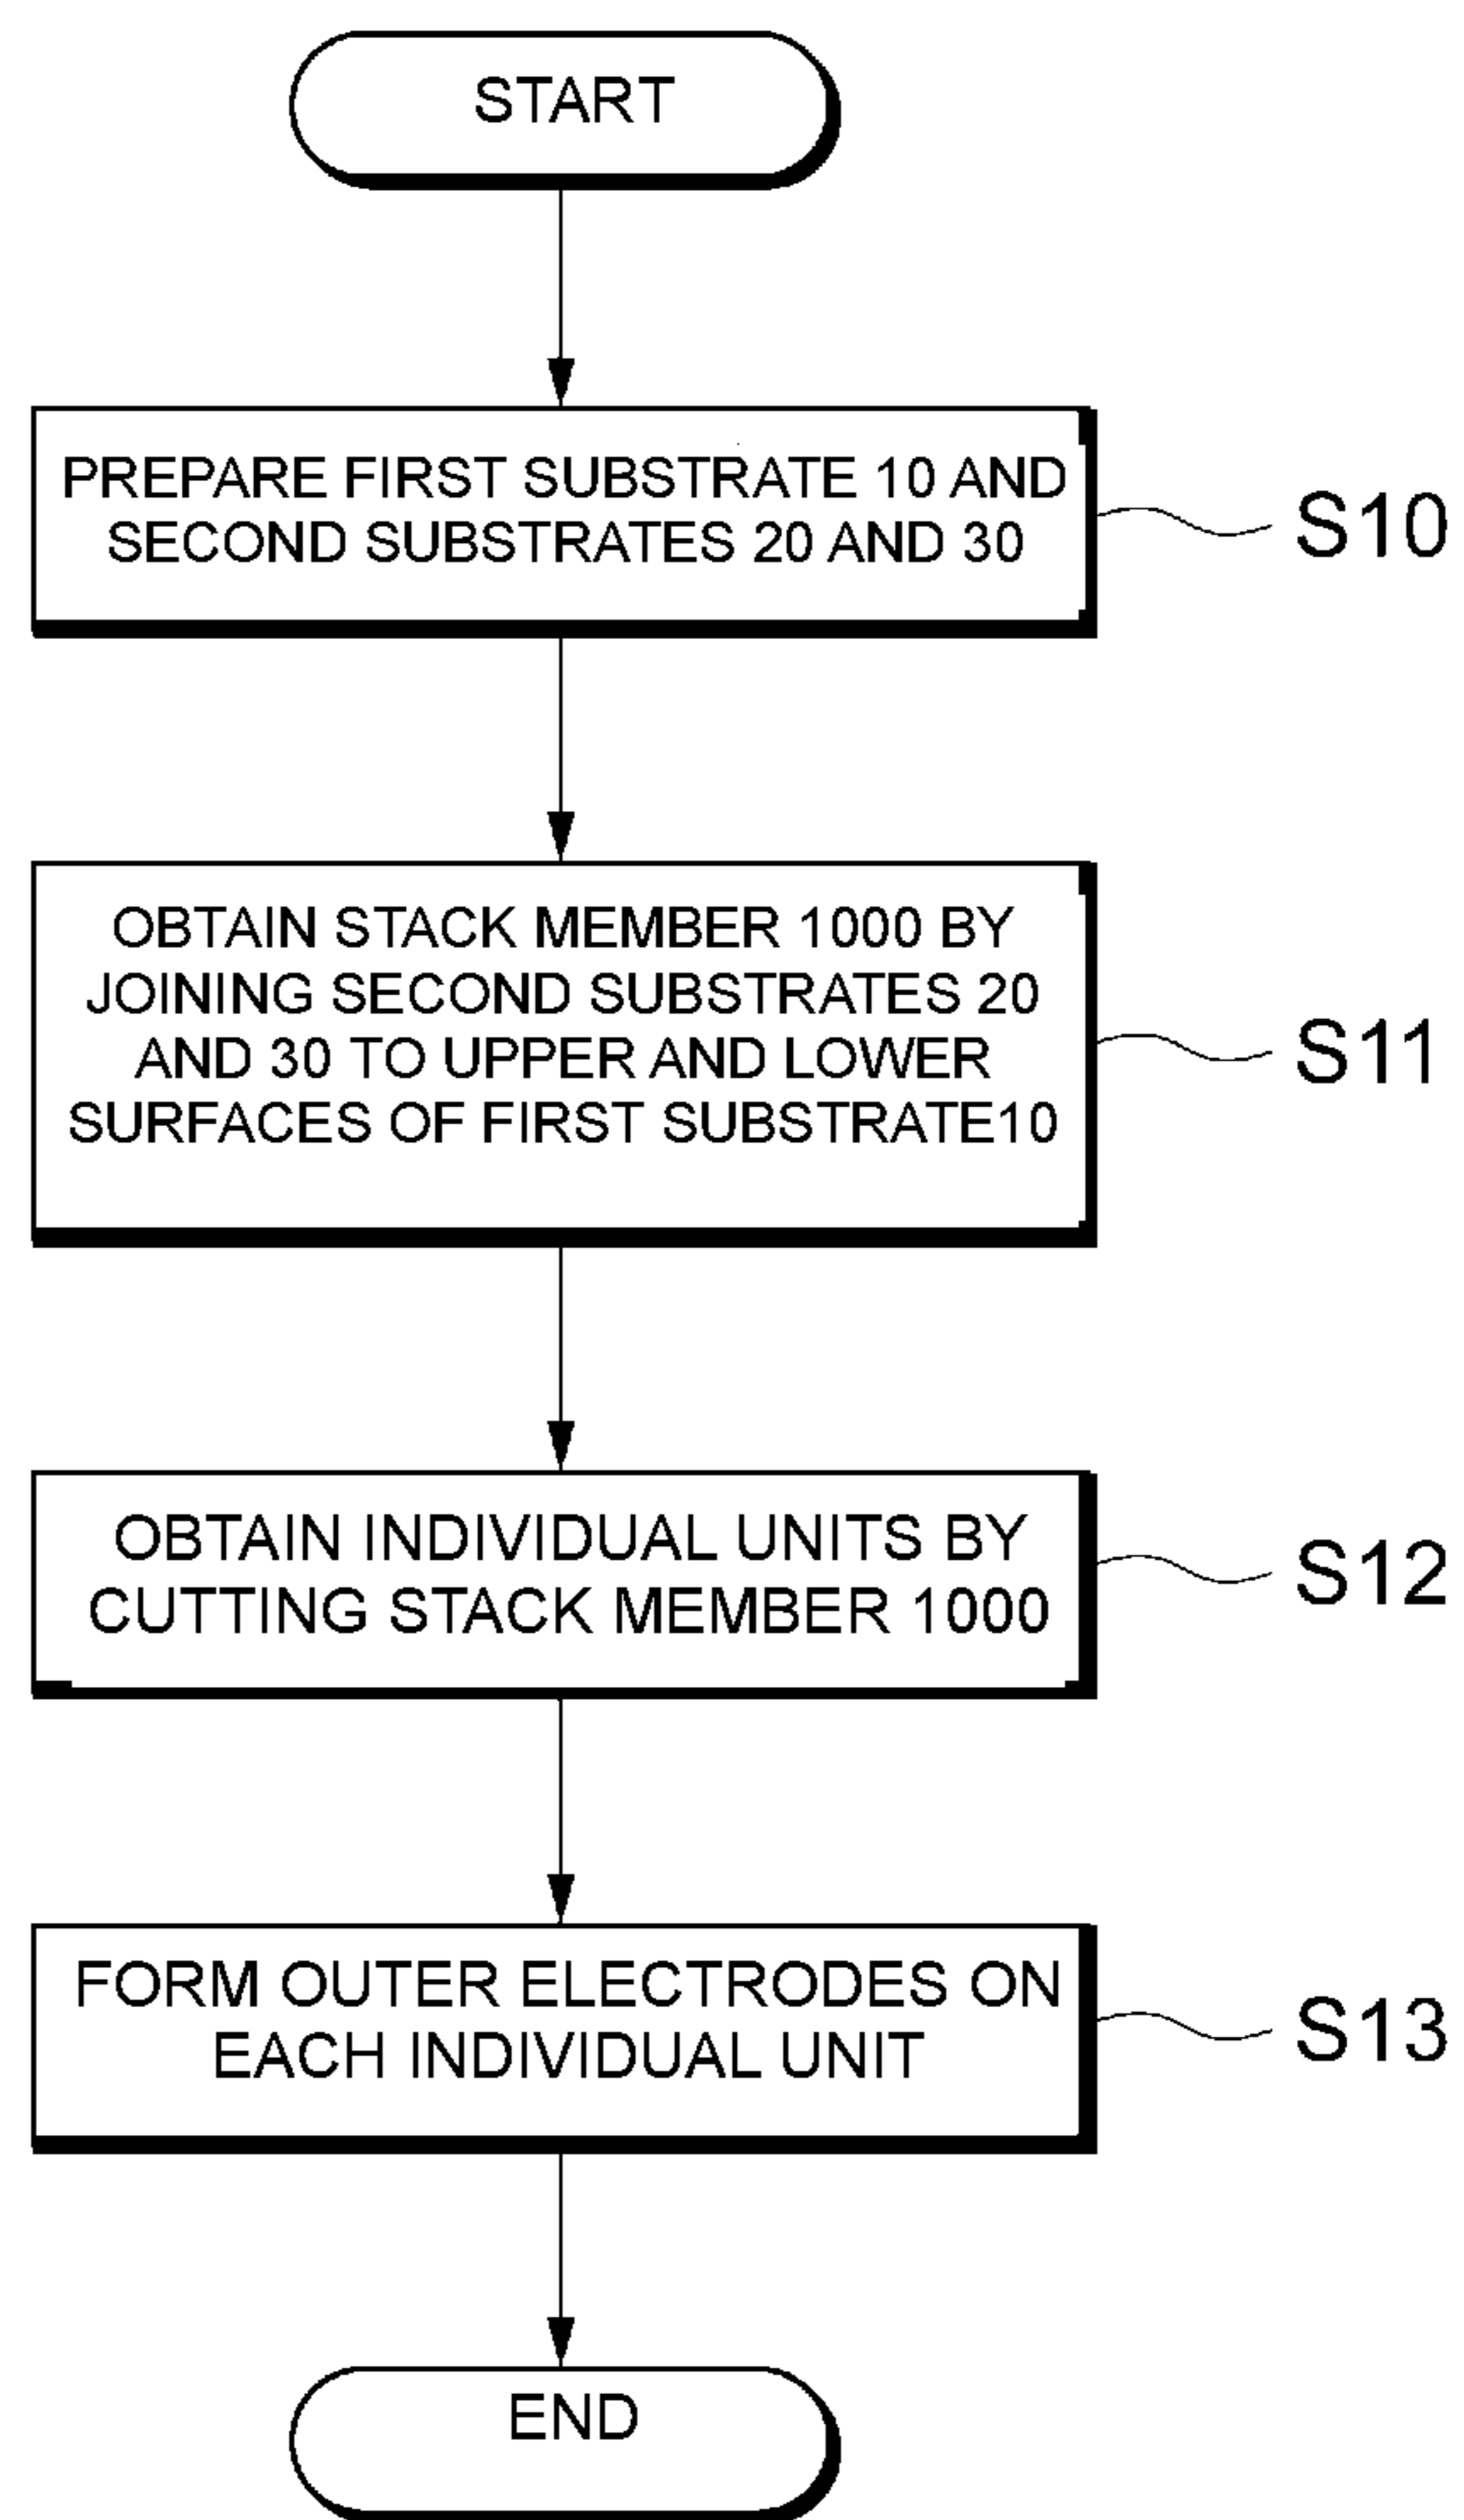 START
PREPARE FIRST SUBSTRATE 10 AND
SECOND SUBSTRATES 20 AND 30
S10
OBTAIN STACK MEMBER 1000 BY
JOINING SECOND SUBSTRATES 20
AND 30 TO UPPER AND LOWER
SURFACES OF FIRST SUBSTRATE10
S11
OBTAIN INDIVIDUAL UNITS BY
CUTTING STACK MEMBER 1000
S12
FORM OUTER ELECTRODES ON
EACH INDIVIDUAL UNIT
S13
END